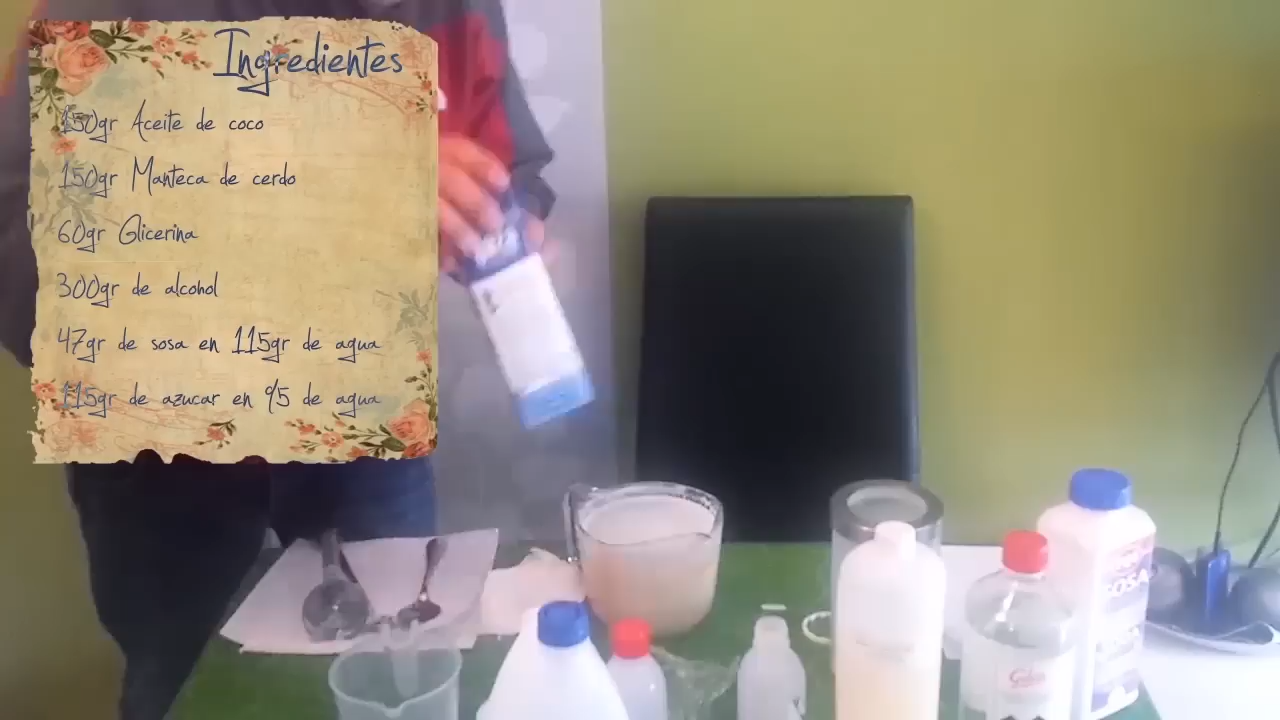 Ingredientes
150gr Aceite de coco
150gr Manteca de cerdo
60gr Glicerina
300gr de alcohol
47gr de sosa en 115gr de agua
115gr de azucar en 95 de agua
SOSA